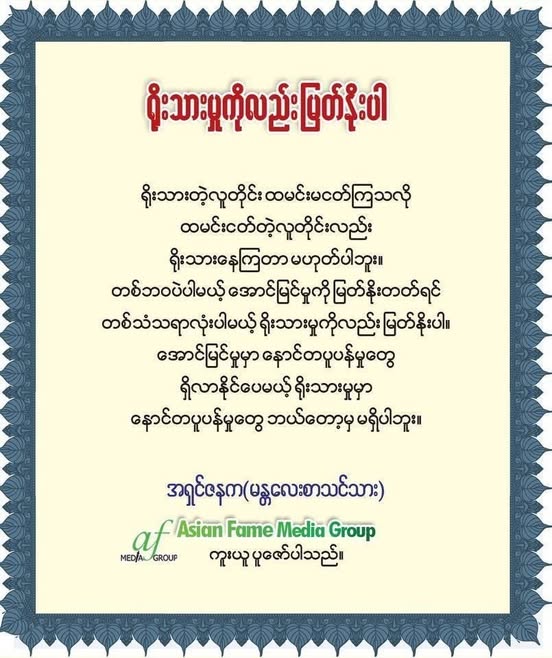 ရိုးသားမှုကိုလည်း မြတ်နိုးပါ
ရိုးသားတဲ့လူတိုင်း ထမင်းမငတ်ကြသလို
ထမင်းငတ်တဲ့လူတိုင်းလည်း
ရိုးသားနေကြတာ မဟုတ်ပါဘူး။
တစ်ဘဝပဲပါမယ့် အောင်မြင်မှုကို မြတ်နိုးတတ်ရင်
တစ်သံသရာလုံးပါမယ့် ရိုးသားမှုကိုလည်း မြတ်နိုးပါ။
အောင်မြင်မှုမှာ နောင်တပူပန်မှုတွေ
ရှိလာနိုင်ပေမယ့် ရိုးသားမှုမှာ
နောင်တပူပန်မှုတွေ ဘယ်တော့မှ မရှိပါဘူး။
အရှင်ဇနက(မန္တလေးစာသင်သား)
af MEDIA GROUP
Asian Fame Media Group
ကူးယူ ပူဇော်ပါသည်။